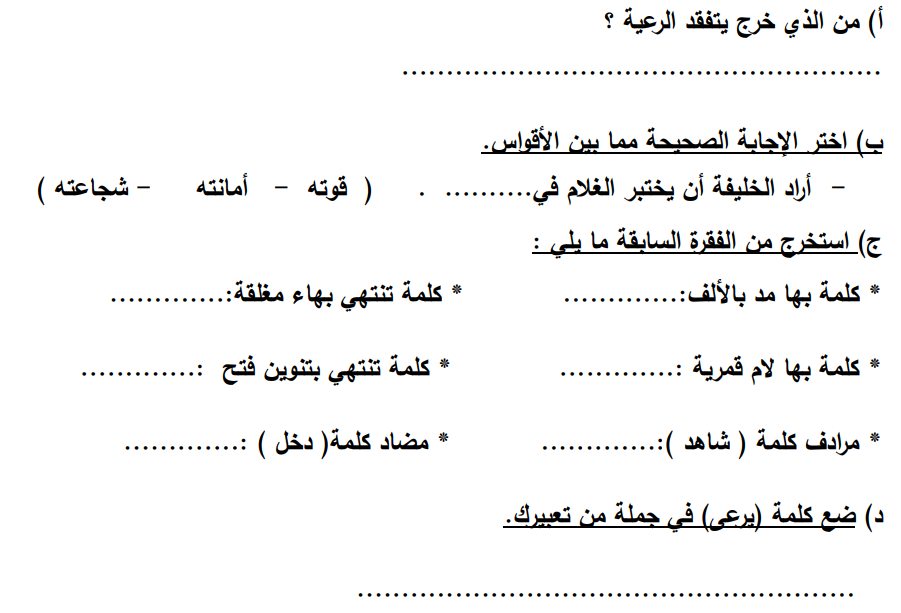 أ) من الذي خرج يتفقد الرعية ؟
......................................................
ب) اختر الإجابة الصحيحة مما بين الأقواس.
- أراد الخليفة أن يختبر الغلام في.......... . ( قوته - أمانته - شجاعته )
ج) استخرج من الفقرة السابقة ما يلي :
* كلمة بها مد بالألف:............. * كلمة تنتهي بهاء مغلقة:.............
* كلمة بها لام قمرية :............. * كلمة تنتهي بتنوين فتح :.............
* مرادف كلمة ( شاهد ):............. * مضاد كلمة( دخل ) :.............
د) ضع كلمة (يرعى) في جملة من تعبيرك.
........................................................